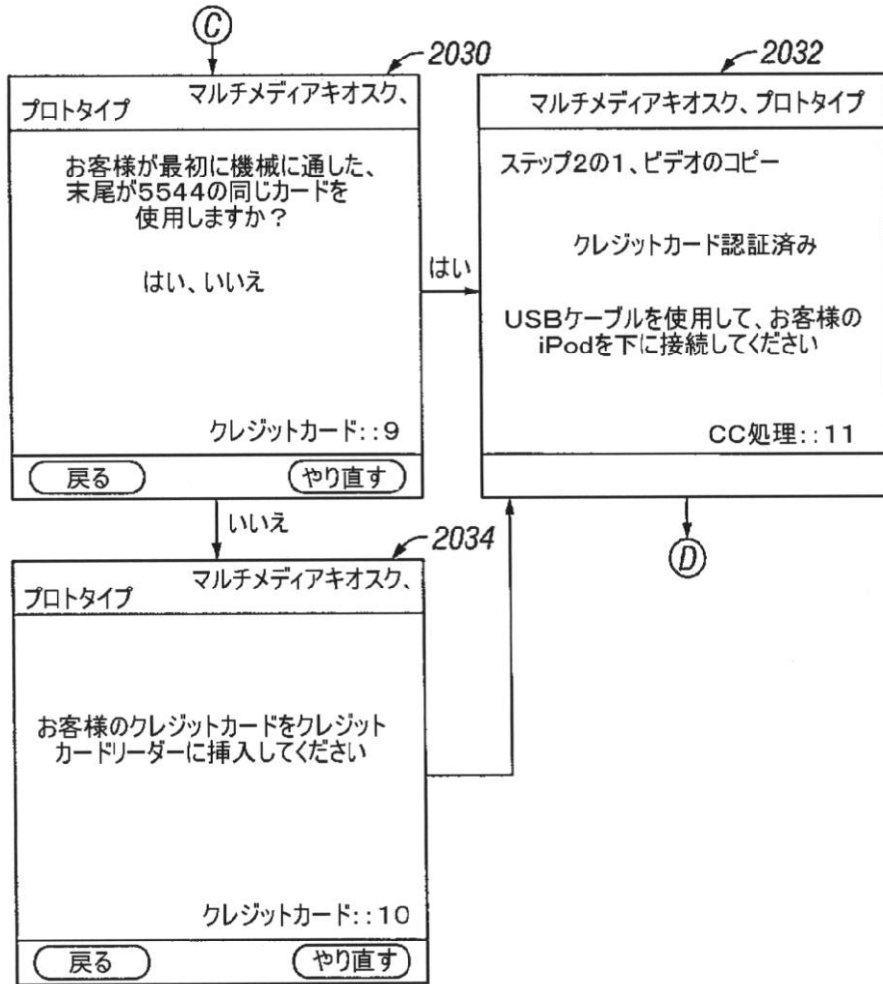 C
2030
マルチメディアキオスク、
プロトタイプ
お客様が最初に機械に通した、
末尾が5544の同じカードを
使用しますか？
はい、いいえ
クレジットカード::9
戻る
やり直す
はい
2032
マルチメディアキオスク、プロトタイプ
ステップ2の1、ビデオのコピー
クレジットカード認証済み
USBケーブルを使用して、お客様の
iPodを下に接続してください
CC処理::11
D
いいえ
2034
マルチメディアキオスク、
プロトタイプ
お客様のクレジットカードをクレジット
カードリーダーに挿入してください
クレジットカード::10
戻る
やり直す